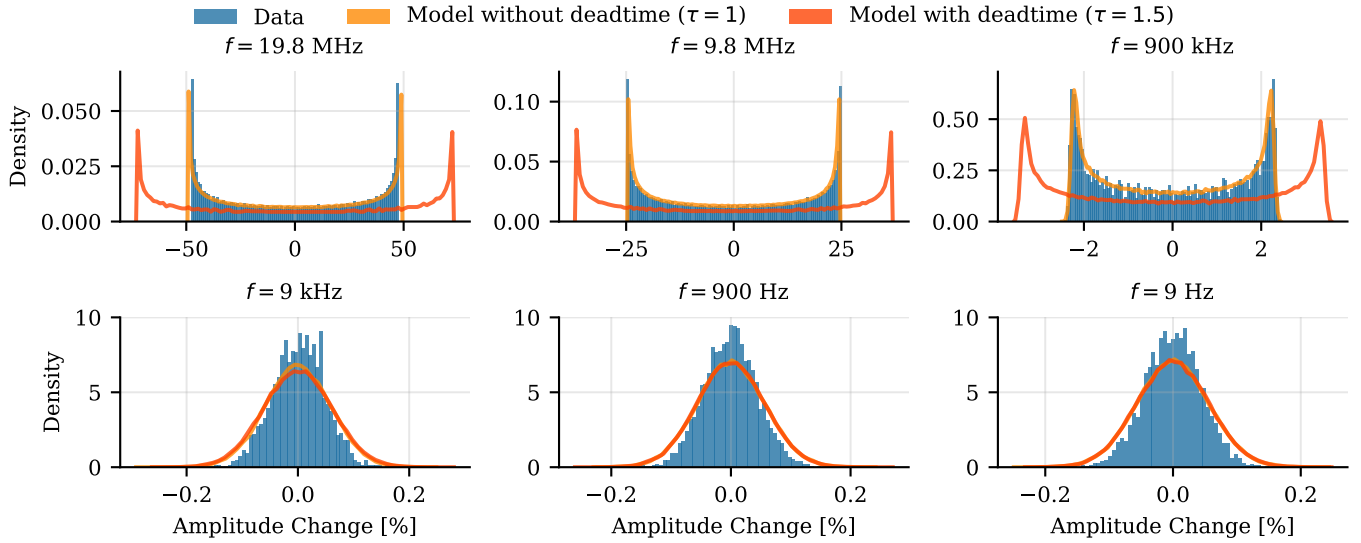 Data Model without deadtime (τ = 1) Model with deadtime (τ = 1.5)
f = 19.8 MHz f = 9.8 MHz f = 900 kHz
Density
0.050 0.025 0.000
−50 0 50
0.10 0.05 0.00
−25 0 25
0.50 0.25 0.00
−2 0 2
f = 9 kHz f = 900 Hz f = 9 Hz
Density
10 5 0
−0.2 0.0 0.2
10 5 0
−0.2 0.0 0.2
10 5 0
−0.2 0.0 0.2
Amplitude Change [%] Amplitude Change [%] Amplitude Change [%]